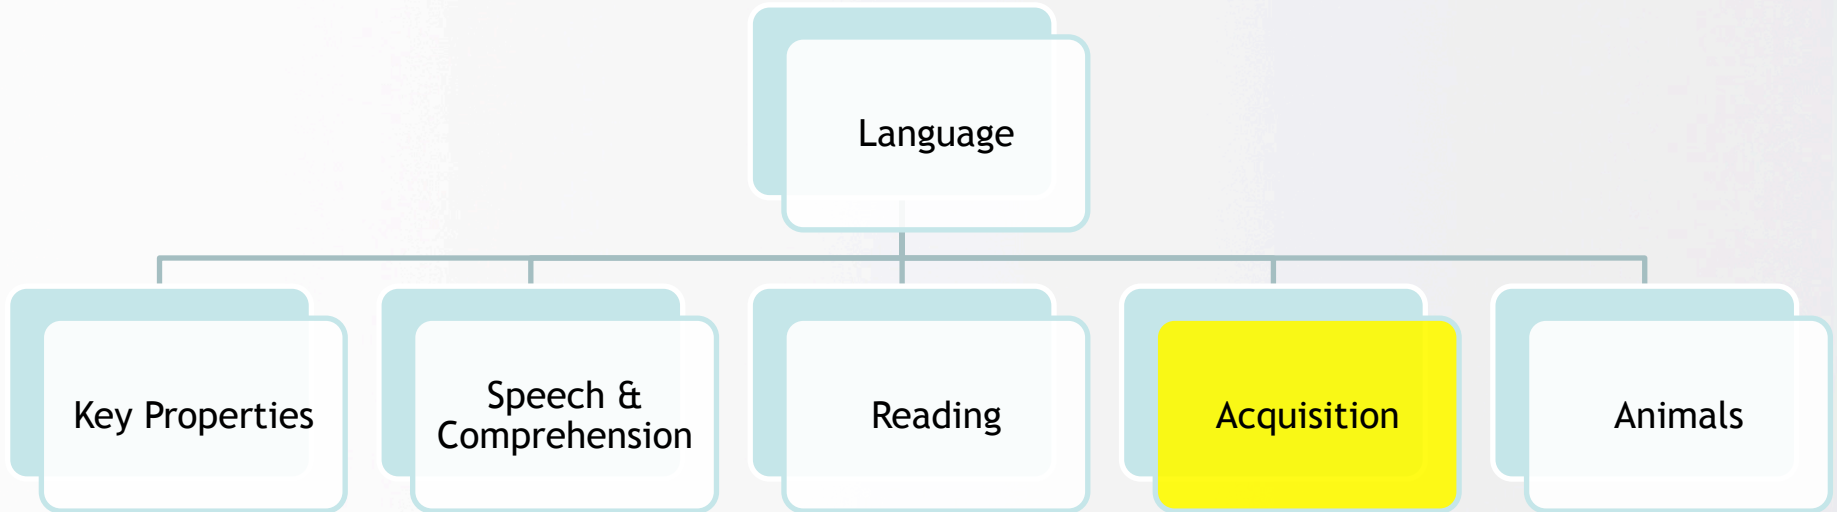 Language
Key Properties
Speech &
Comprehension
Reading
Acquisition
Animals